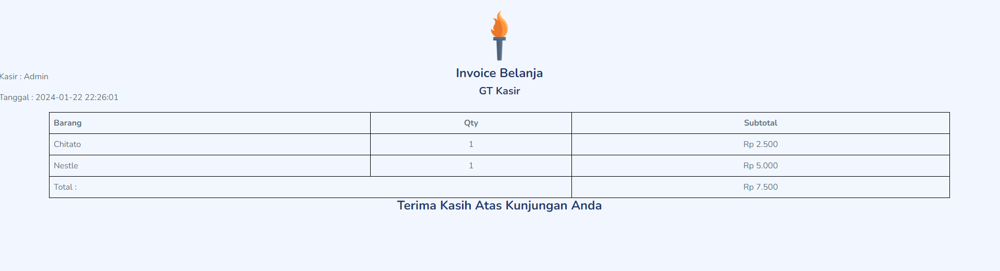 Invoice Belanja
Kasir : Admin
GT Kasir
Tanggal : 2024-01-22 22:26:01
Barang Qty Subtotal
Chitato 1 Rp 2.500
Nestle 1 Rp 5.000
Total : Rp 7.500
Terima Kasih Atas Kunjungan Anda